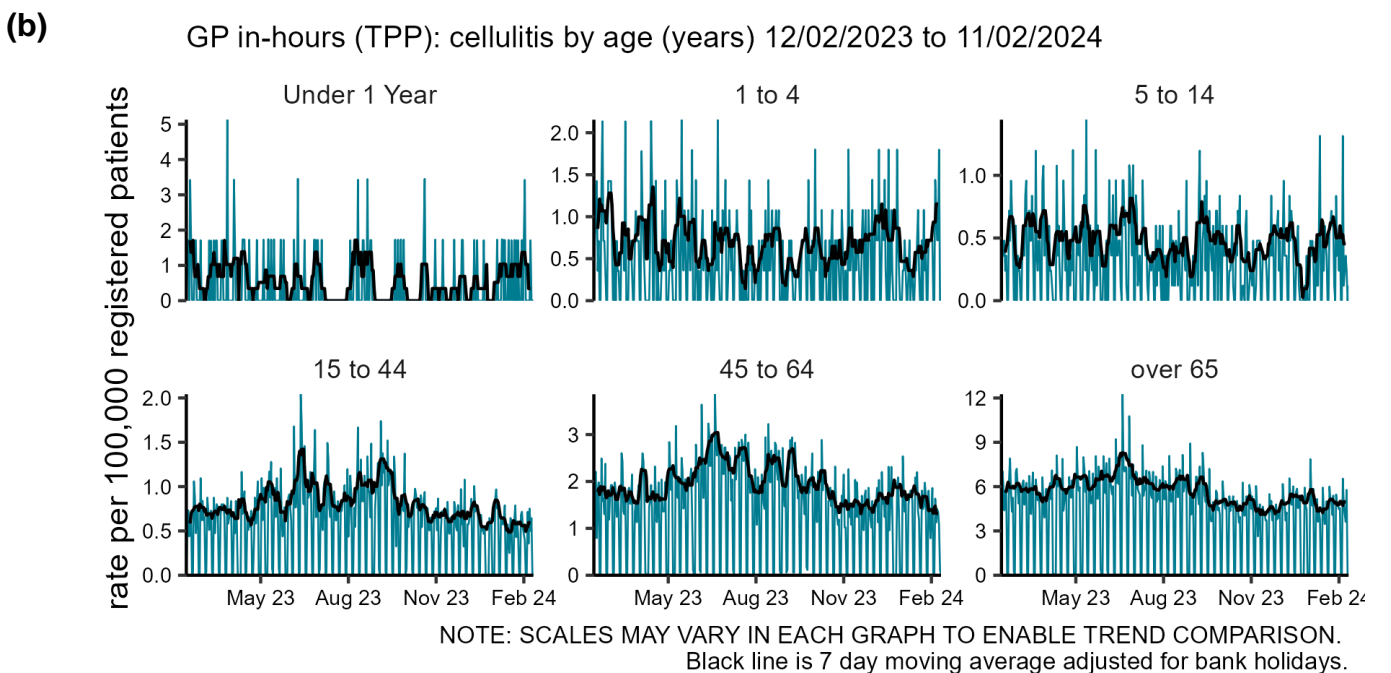 (b)
GP in-hours (TPP): cellulitis by age (years) 12/02/2023 to 11/02/2024
rate per 100,000 registered patients
Under 1 Year
5
4
3
2
1
0
1 to 4
2.0
1.5
1.0
0.5
0.0
5 to 14
1.0
0.5
0.0
15 to 44
2.0
1.5
1.0
0.5
0.0
May 23 Aug 23 Nov 23 Feb 24
45 to 64
3
2
1
0
May 23 Aug 23 Nov 23 Feb 24
over 65
12
9
6
3
0
May 23 Aug 23 Nov 23 Feb 24
NOTE: SCALES MAY VARY IN EACH GRAPH TO ENABLE TREND COMPARISON.
Black line is 7 day moving average adjusted for bank holidays.